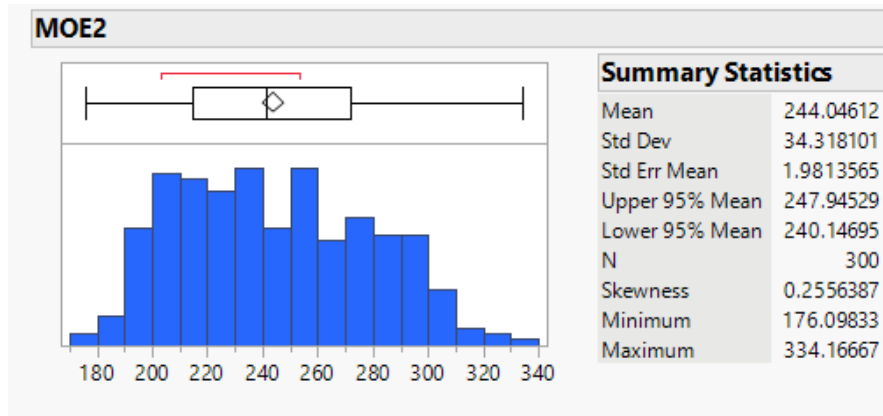 MOE2
180 200 220 240 260 280 300 320 340
Summary Statistics
Mean 244.04612
Std Dev 34.318101
Std Err Mean 1.9813565
Upper 95% Mean 247.94529
Lower 95% Mean 240.14695
N 300
Skewness 0.2556387
Minimum 176.09833
Maximum 334.16667